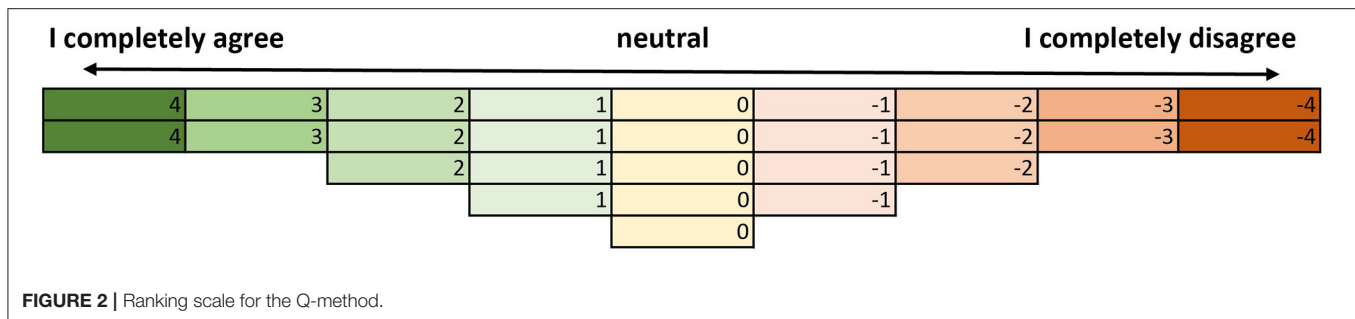 I completely agree neutral I completely disagree
4 3 2 1 0 -1 -2 -3 -4
4 3 2 1 0 -1 -2 -3 -4
2 1 0 -1 -2
1 0 -1
0
FIGURE 2 | Ranking scale for the Q-method.